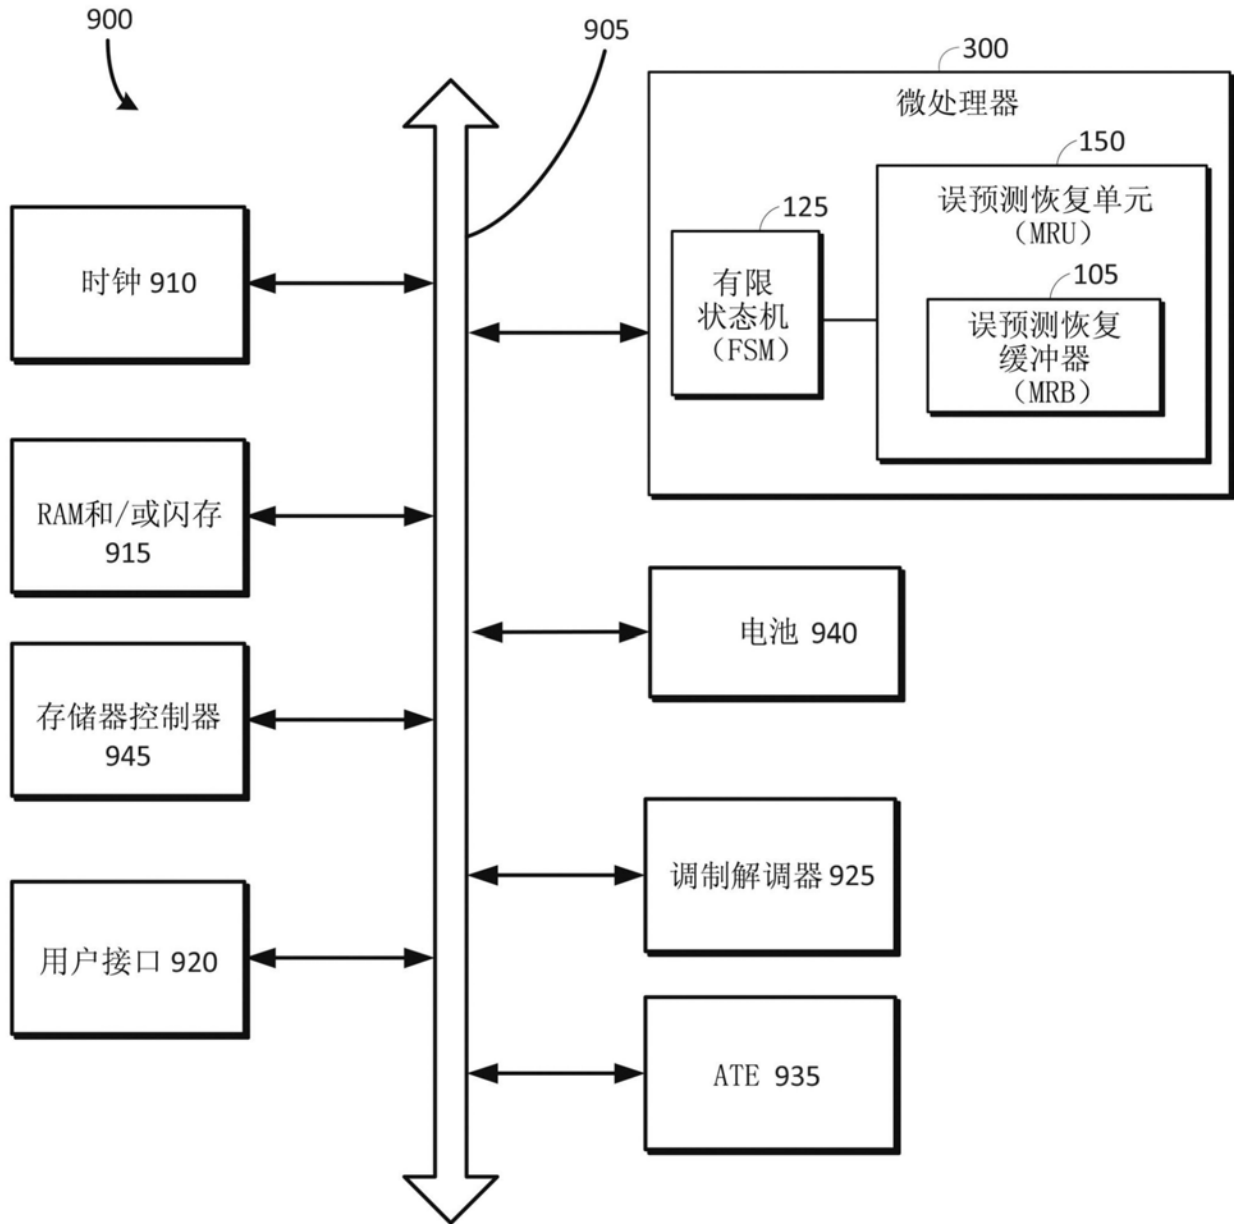 900
905
300
微处理器
150
误预测恢复单元
（MRU）
125
有限
状态机
（FSM）
105
误预测恢复
缓冲器
（MRB）
时钟 910
RAM和/或闪存
915
电池 940
存储器控制器
945
调制解调器 925
用户接口 920
ATE 935